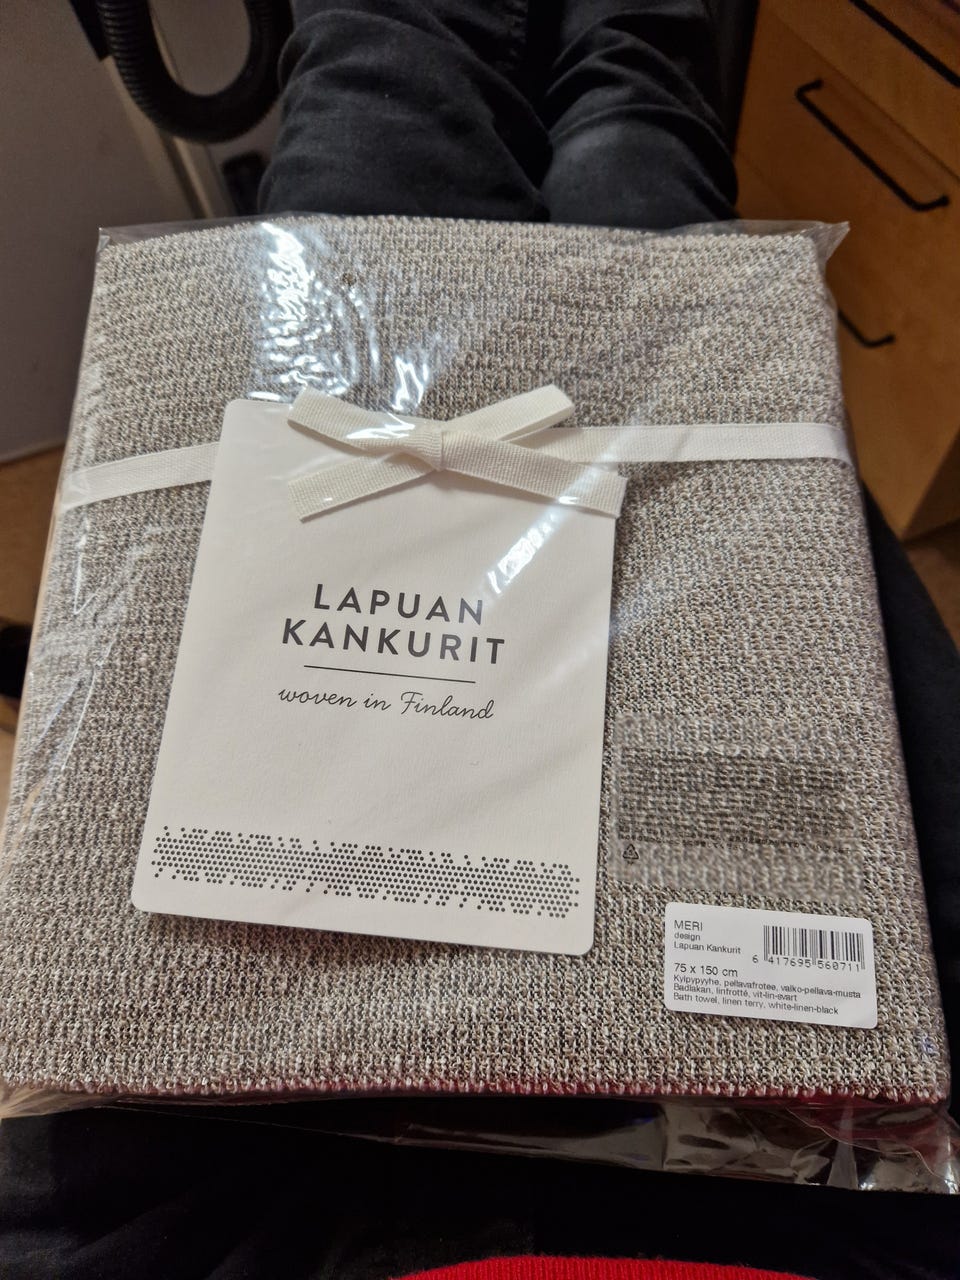 LAPUAN
KANKURIT
woven in Finland
MERI
design
Lapuan Kankurit
6 417695 560711
75 x 150 cm
Kylpypyyhe, pellavafrotee, valko-pellava-musta
Badlakan, linfrotté, vit-lin-svart
Bath towel, linen terry, white-linen-black